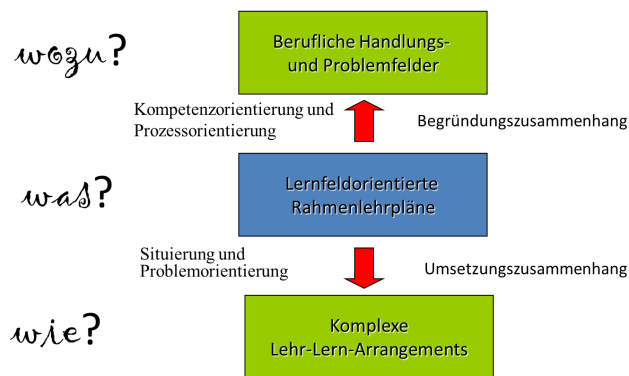 wozu?
Berufliche Handlungs-
und Problemfelder
Kompetenzorientierung und
Prozessorientierung
Begründungszusammenhang
was?
Lernfeldorientierte
Rahmenlehrpläne
Situierung und
Problemorientierung
Umsetzungszusammenhang
wie?
Komplexe
Lehr-Lern-Arrangements